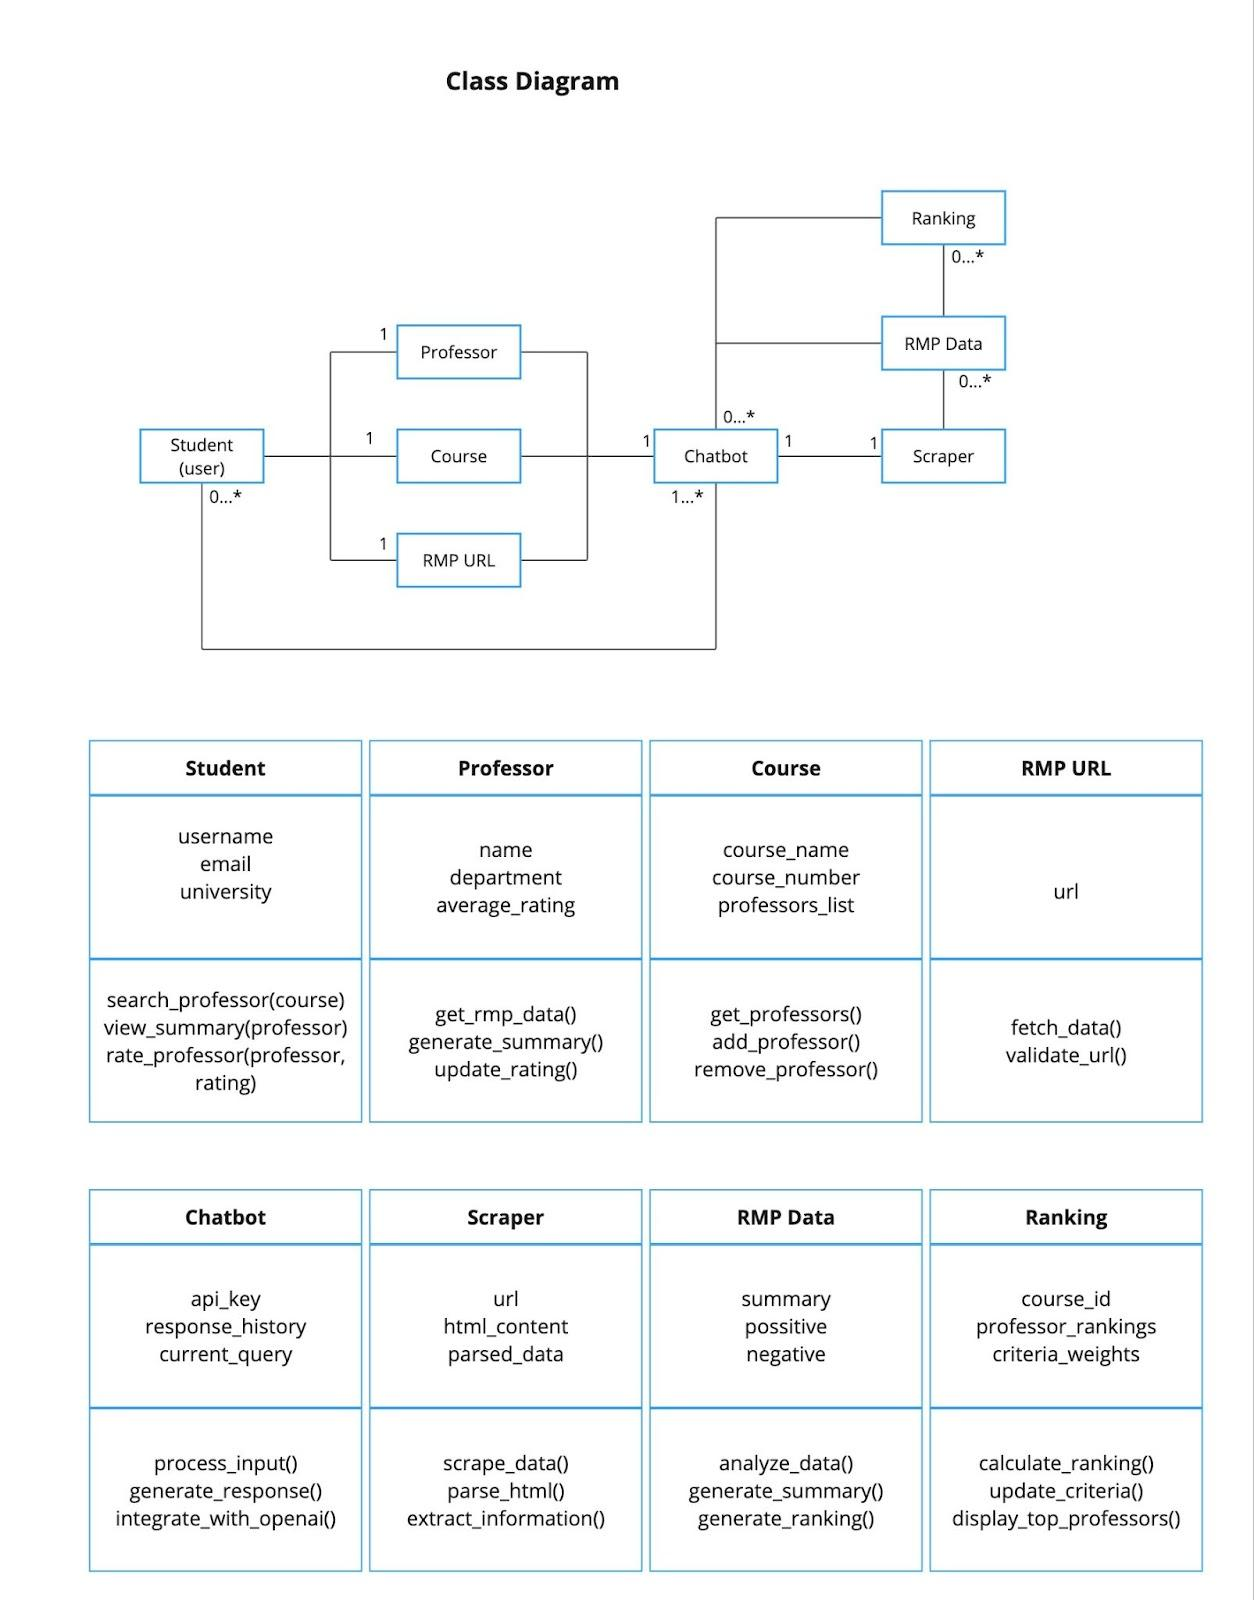 Class Diagram
Ranking
0...*
RMP Data
0...*
1
Professor
0...*
Student
(user)
1
Course
1
Chatbot
1
1
Scraper
0...*
1...*
1
RMP URL
Student
Professor
Course
RMP URL
username
email
university
name
department
average_rating
course_name
course_number
professors_list
url
search_professor(course)
view_summary(professor)
rate_professor(professor,
rating)
get_rmp_data()
generate_summary()
update_rating()
get_professors()
add_professor()
remove_professor()
fetch_data()
validate_url()
Chatbot
Scraper
RMP Data
Ranking
api_key
response_history
current_query
url
html_content
parsed_data
summary
possitive
negative
course_id
professor_rankings
criteria_weights
process_input()
generate_response()
integrate_with_openai()
scrape_data()
parse_html()
extract_information()
analyze_data()
generate_summary()
generate_ranking()
calculate_ranking()
update_criteria()
display_top_professors()